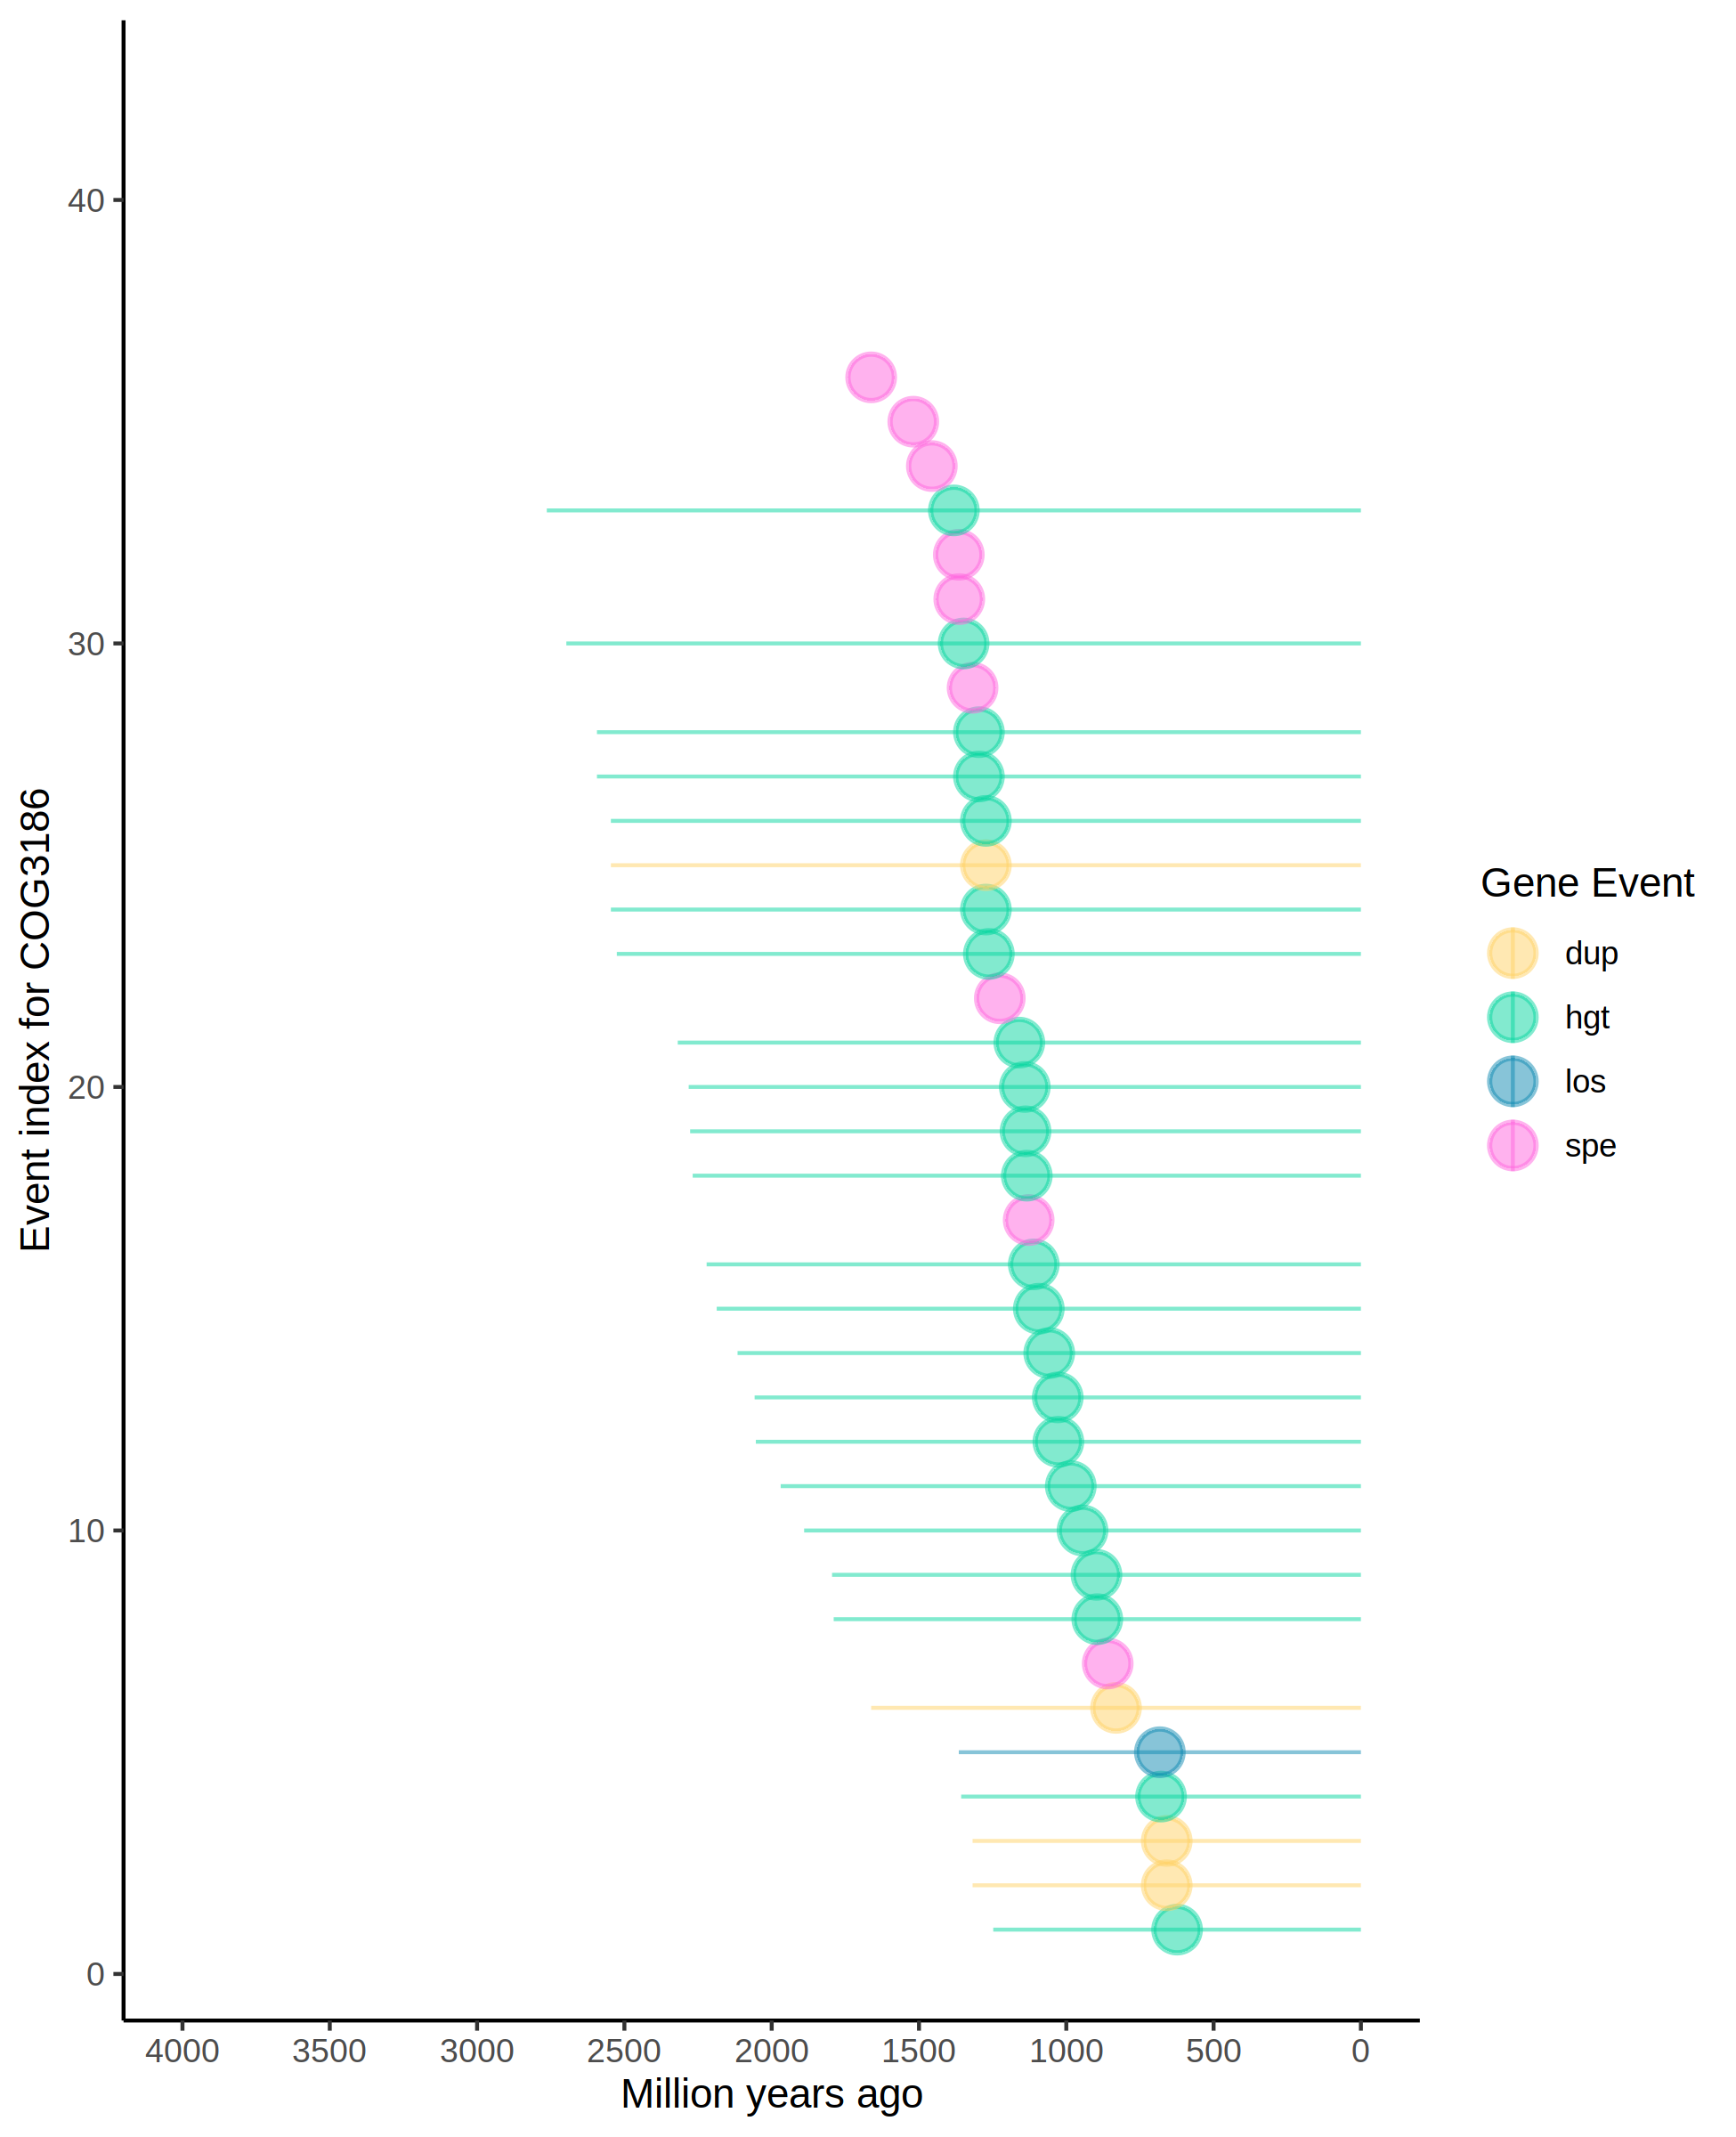 40
30
20
10
0
Event index for COG3186
4000 3500 3000 2500 2000 1500 1000 500 0
Million years ago
Gene Event
dup
hgt
los
spe